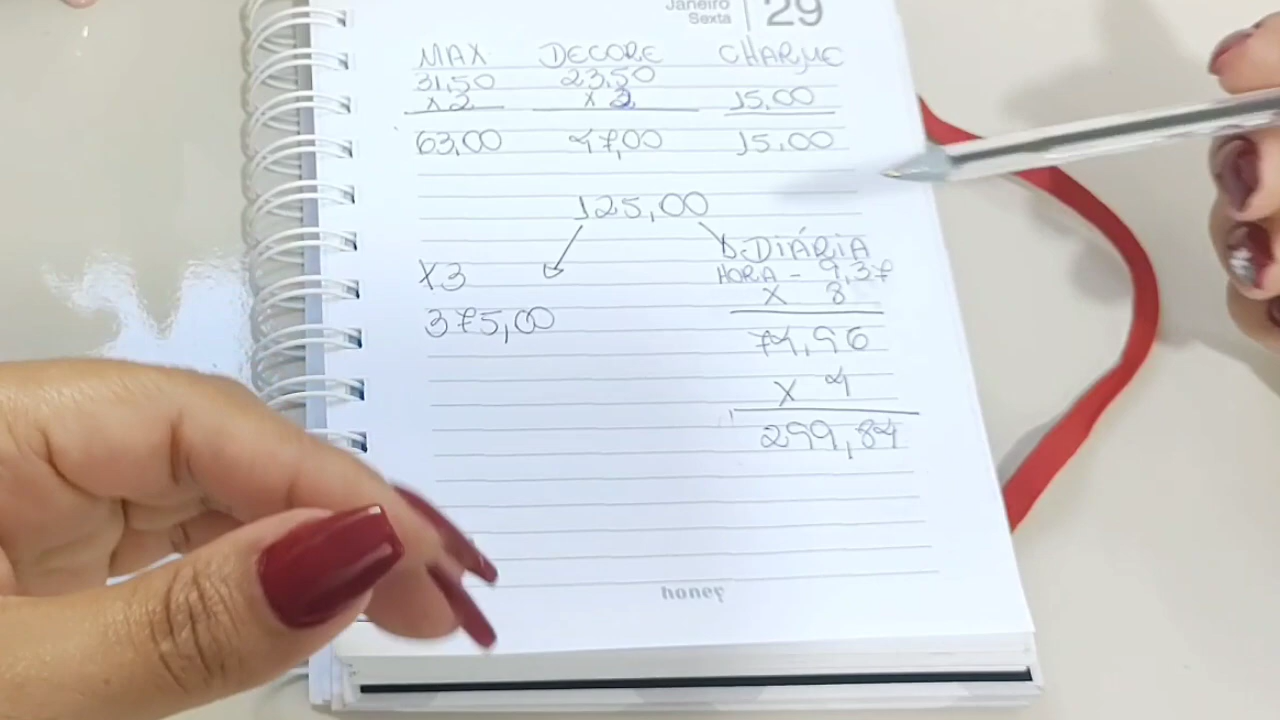 Janeiro
Sexta
29
MAX DECORE CHARME
31,50 23,50
x2 x 2 15,00
63,00 47,00 15,00
125,00
DIÁRIA
X3 HORA - 9,37
X 8
375,00
74,96
X 4
299,84
honey